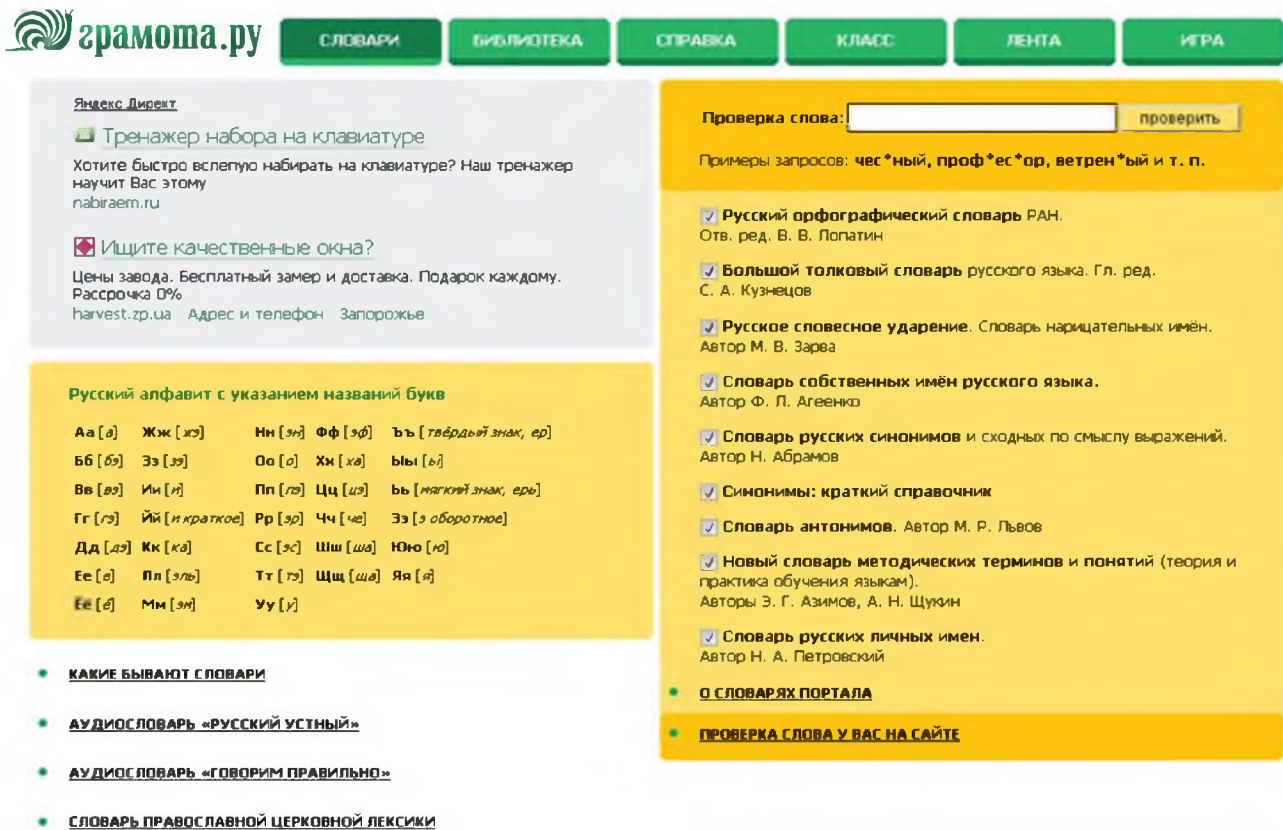 грамота.ру
СЛОВАРИ БИБЛИОТЕКА СПРАВКА КЛАСС ЛЕНТА ИГРА
Яндекс Директ
Тренажер набора на клавиатуре
Хотите быстро вслепую набирать на клавиатуре? Наш тренажер
научит Вас этому
nabiraem.ru
Ищите качественные окна?
Цены завода. Бесплатный замер и доставка. Подарок каждому.
Рассрочка 0%
harvest.zp.ua Адрес и телефон Запорожье
Русский алфавит с указанием названий букв
Аа [а] Жж [жэ] Нн [эн] Фф [эф] Ъъ [твёрдый знак, ер]
Бб [бэ] Зз [зэ] Оо [о] Хх [ха] Ыы [ы]
Вв [вэ] Ии [и] Пп [пэ] Цц [цэ] Ьь [мягкий знак, ерь]
Гг [гэ] Йй [и краткое] Рр [эр] Чч [че] Ээ [э оборотное]
Дд [дэ] Кк [ка] Сс [эс] Шш [ша] Юю [ю]
Ее [е] Лл [эль] Тт [тэ] Щщ [ща] Яя [я]
Ёё [ё] Мм [эм] Уу [у]
КАКИЕ БЫВАЮТ СЛОВАРИ
АУДИОСЛОВАРЬ «РУССКИЙ УСТНЫЙ»
АУДИОСЛОВАРЬ «ГОВОРИМ ПРАВИЛЬНО»
СЛОВАРЬ ПРАВОСЛАВНОЙ ЦЕРКОВНОЙ ЛЕКСИКИ
Проверка слова: проверить
Примеры запросов: чес*ный, проф*ес*ор, ветрен*ый и т. п.
Русский орфографический словарь РАН.
Отв. ред. В. В. Лопатин
Большой толковый словарь русского языка. Гл. ред.
С. А. Кузнецов
Русское словесное ударение. Словарь нарицательных имён.
Автор М. В. Зарва
Словарь собственных имён русского языка.
Автор Ф. Л. Агеенко
Словарь русских синонимов и сходных по смыслу выражений.
Автор Н. Абрамов
Синонимы: краткий справочник
Словарь антонимов. Автор М. Р. Львов
Новый словарь методических терминов и понятий (теория и
практика обучения языкам).
Авторы Э. Г. Азимов, А. Н. Щукин
Словарь русских личных имен.
Автор Н. А. Петровский
О СЛОВАРЯХ ПОРТАЛА
ПРОВЕРКА СЛОВА У ВАС НА САЙТЕ